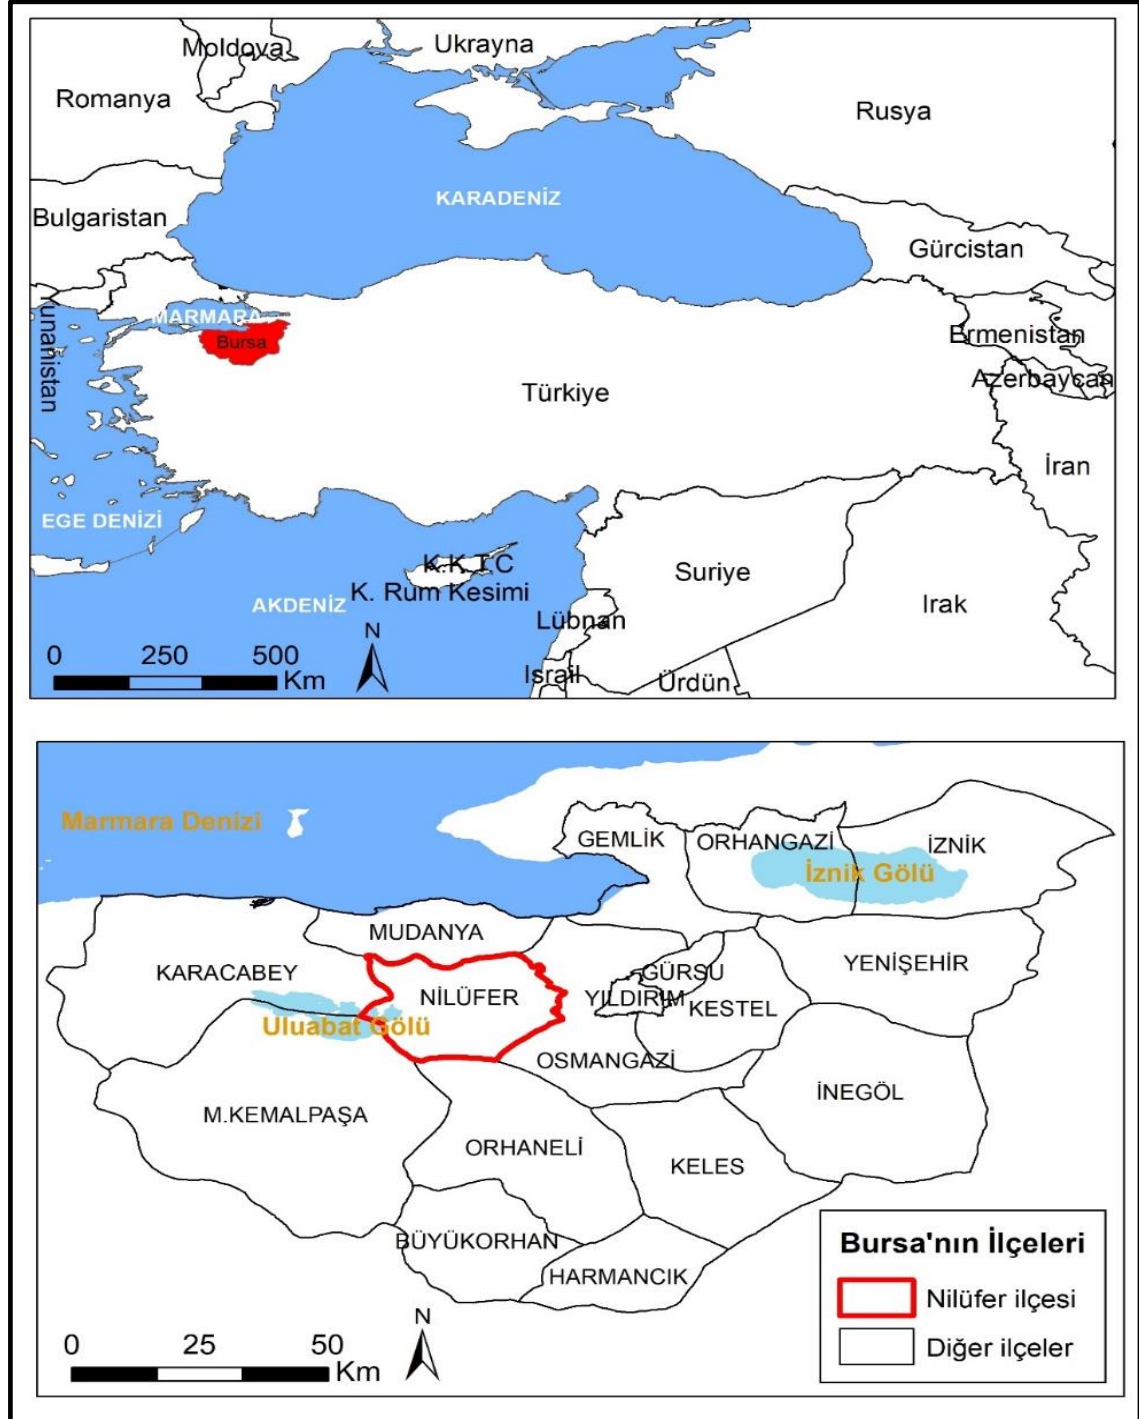 Moldova
Ukrayna
Romanya
Rusya
KARADENİZ
Bulgaristan
Gürcistan
MARMARA
Bursa
Yunanistan
Ermenistan
Azerbaycan
Türkiye
İran
EGE DENİZİ
K.K.T.C
Suriye
K. Rum Kesimi
AKDENİZ
Irak
Lübnan
İsrail
Ürdün
N
0 250 500
Km
Marmara Denizi
GEMLİK
ORHANGAZİ
İZNİK
İznik Gölü
MUDANYA
KARACABEY
NİLÜFER
GÜRSU
YENİŞEHİR
YILDIRIM
KESTEL
Uluabat Gölü
OSMANGAZİ
İNEGÖL
M.KEMALPAŞA
ORHANELİ
KELES
BÜYÜKORHAN
HARMANCIK
Bursa'nın İlçeleri
Nilüfer ilçesi
Diğer ilçeler
N
0 25 50
Km